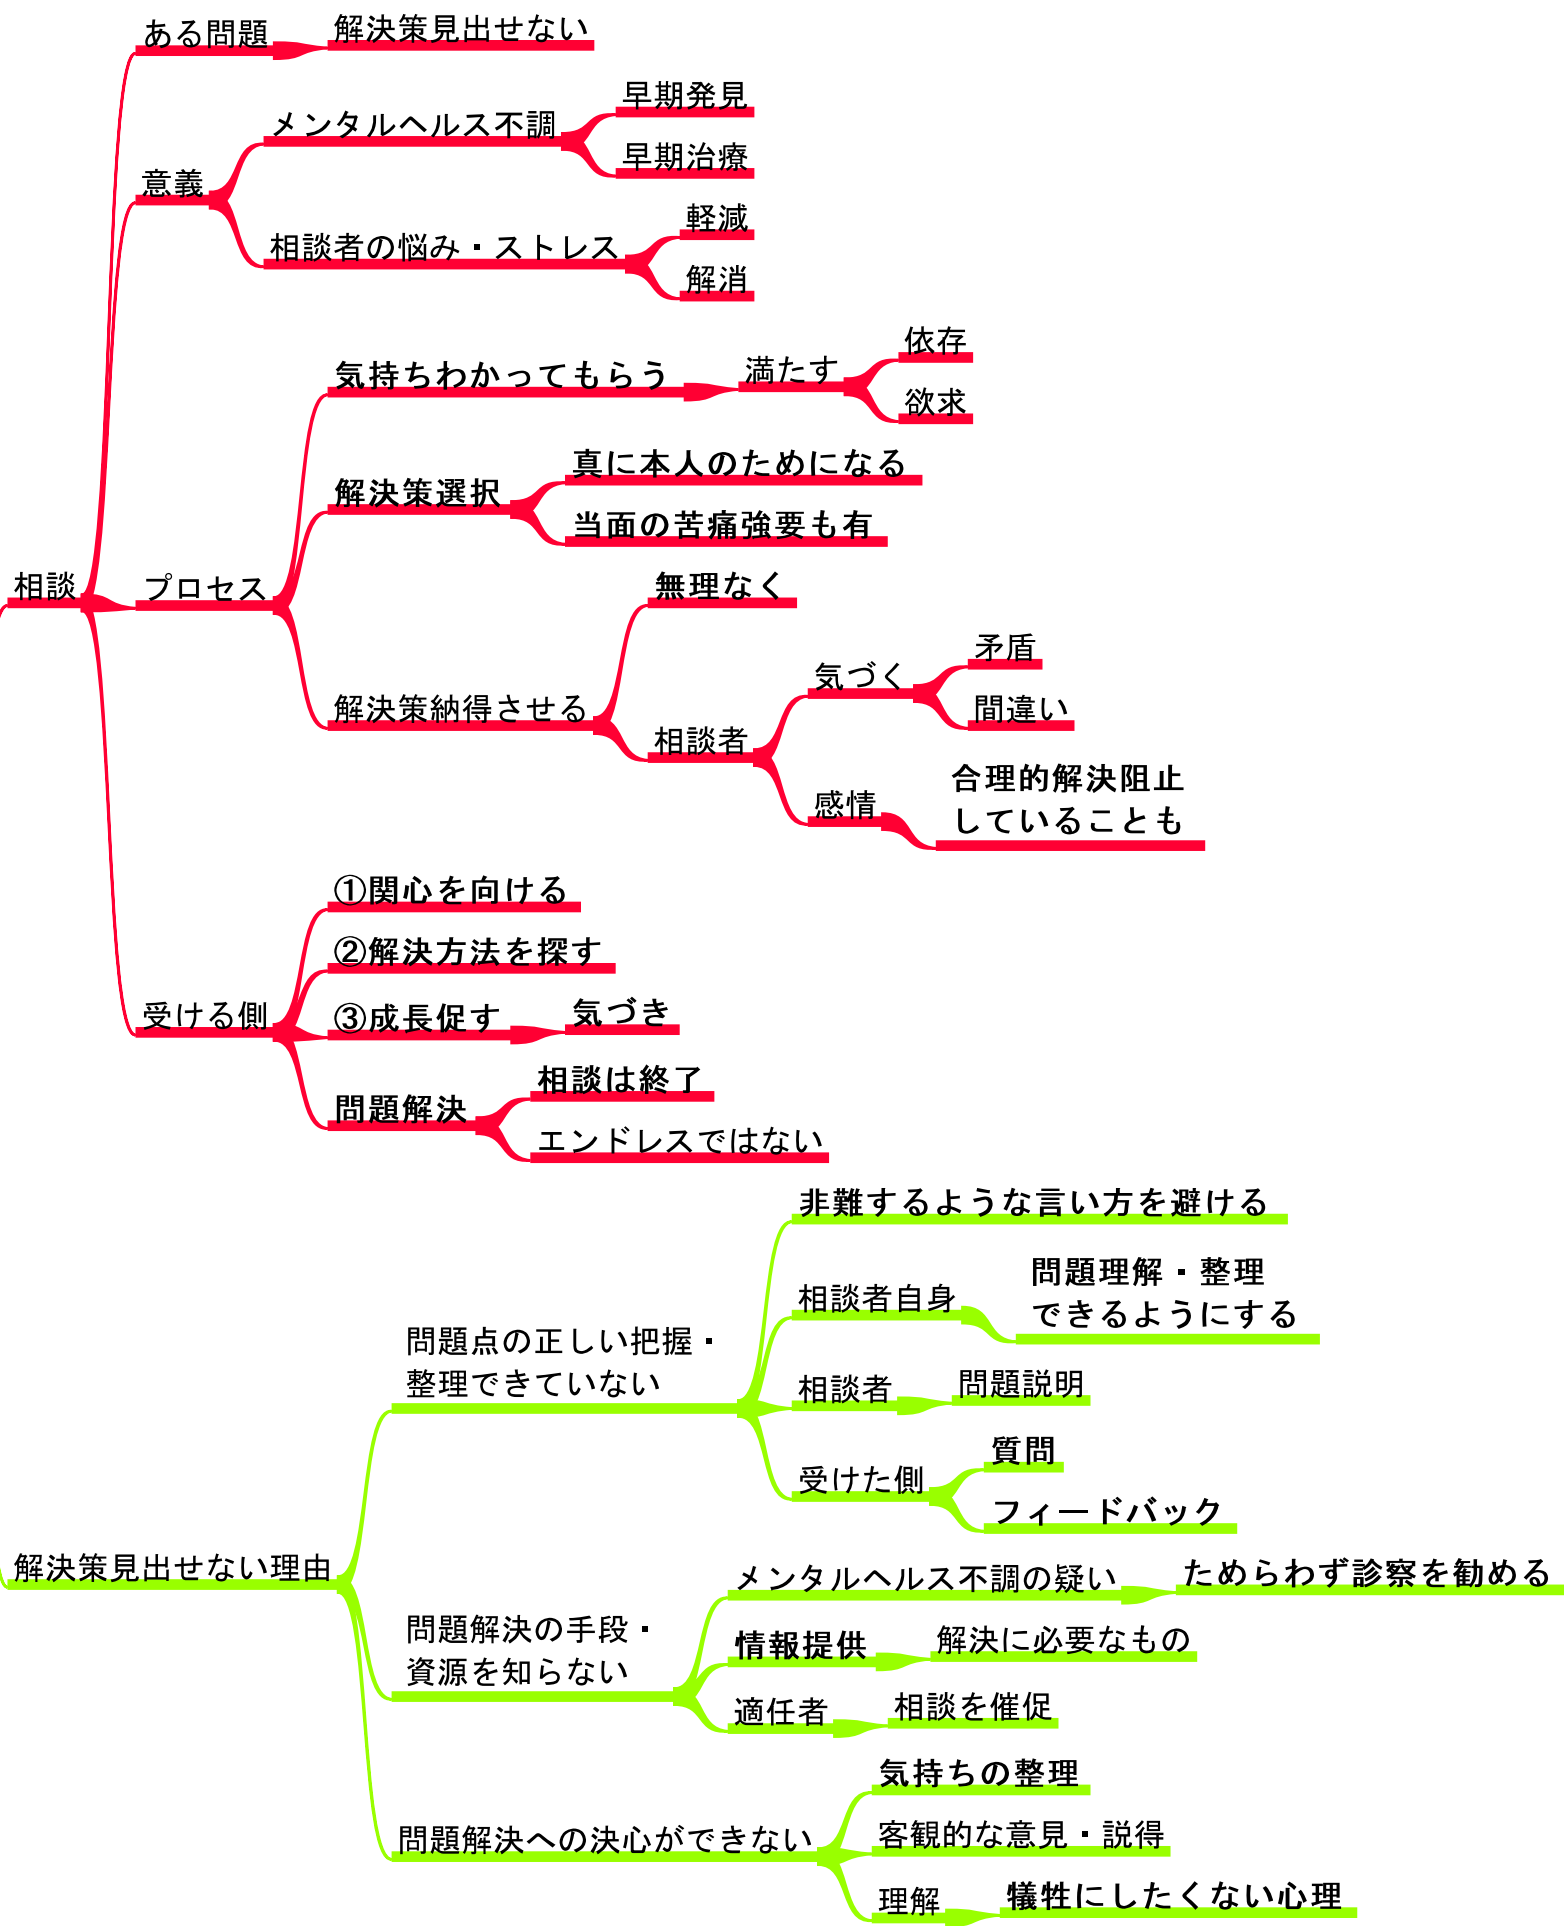 ある問題
解決策見出せない
早期発見
メンタルヘルス不調
早期治療
意義
軽減
相談者の悩み・ストレス
解消
依存
気持ちわかってもらう
満たす
欲求
真に本人のためになる
解決策選択
当面の苦痛強要も有
相談
プロセス
無理なく
矛盾
気づく
間違い
解決策納得させる
相談者
合理的解決阻止
していることも
感情
①関心を向ける
②解決方法を探す
受ける側
③成長促す
気づき
相談は終了
問題解決
エンドレスではない
非難するような言い方を避ける
問題理解・整理
できるようにする
相談者自身
問題点の正しい把握・
整理できていない
相談者
問題説明
質問
受けた側
フィードバック
解決策見出せない理由
メンタルヘルス不調の疑い
ためらわず診察を勧める
問題解決の手段・
資源を知らない
情報提供
解決に必要なもの
適任者
相談を催促
気持ちの整理
問題解決への決心ができない
客観的な意見・説得
理解
犠牲にしたくない心理